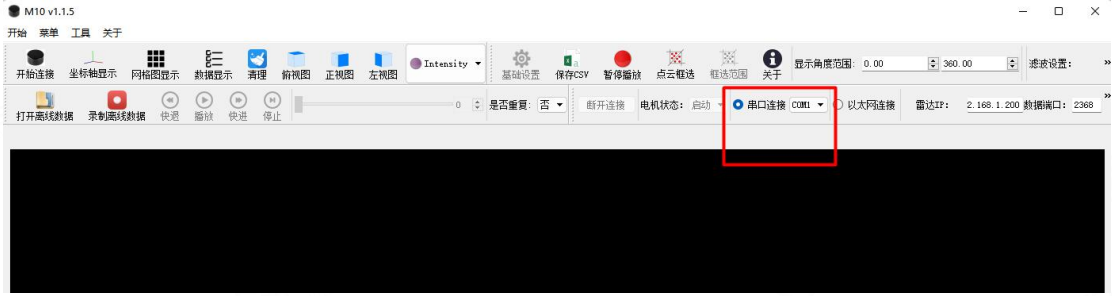 M10 v1.1.5
开始 菜单 工具 关于
开始连接 坐标轴显示 网格图显示 数据显示 清理 俯视图 正视图 左视图 Intensity 基础设置 保存CSV 暂停播放 点云框选 框选范围 关于 显示角度范围: 0.00 360.00 滤波设置: »
打开离线数据 录制离线数据 快退 播放 快进 停止 0 是否重复: 否 断开连接 电机状态: 启动 串口连接 COM1 以太网连接 雷达IP: 2.168.1.200 数据端口: 2368 »